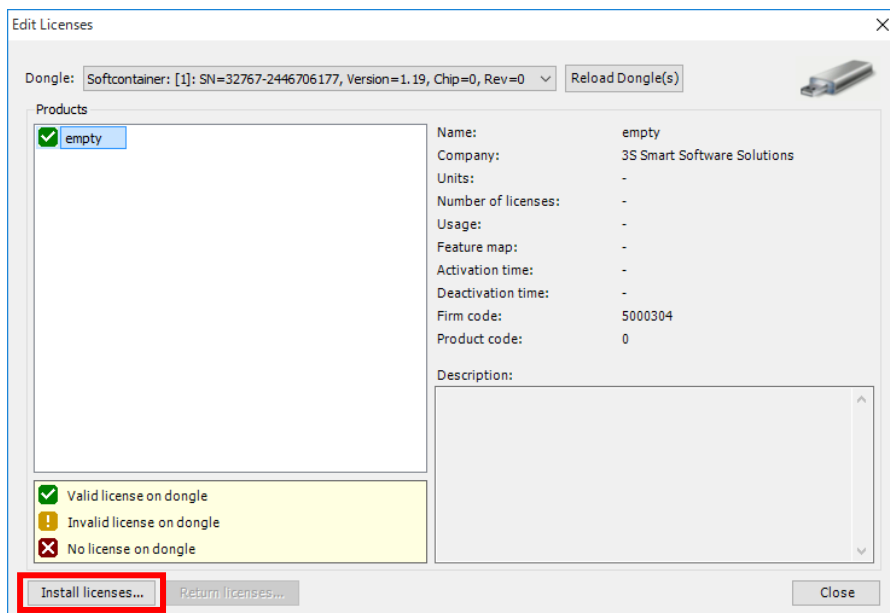 Edit Licenses
Dongle: Softcontainer: [1]: SN=32767-2446706177, Version=1.19, Chip=0, Rev=0 Reload Dongle(s)
Products
empty
Name: empty
Company: 3S Smart Software Solutions
Units: -
Number of licenses: -
Usage: -
Feature map: -
Activation time: -
Deactivation time: -
Firm code: 5000304
Product code: 0
Description:
Valid license on dongle
Invalid license on dongle
No license on dongle
Install licenses... Return licenses... Close